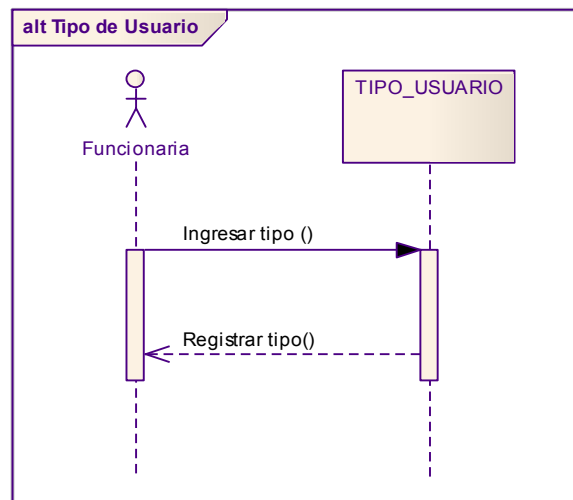 alt Tipo de Usuario
TIPO_USUARIO
Funcionaria
Ingresar tipo ()
Registrar tipo()